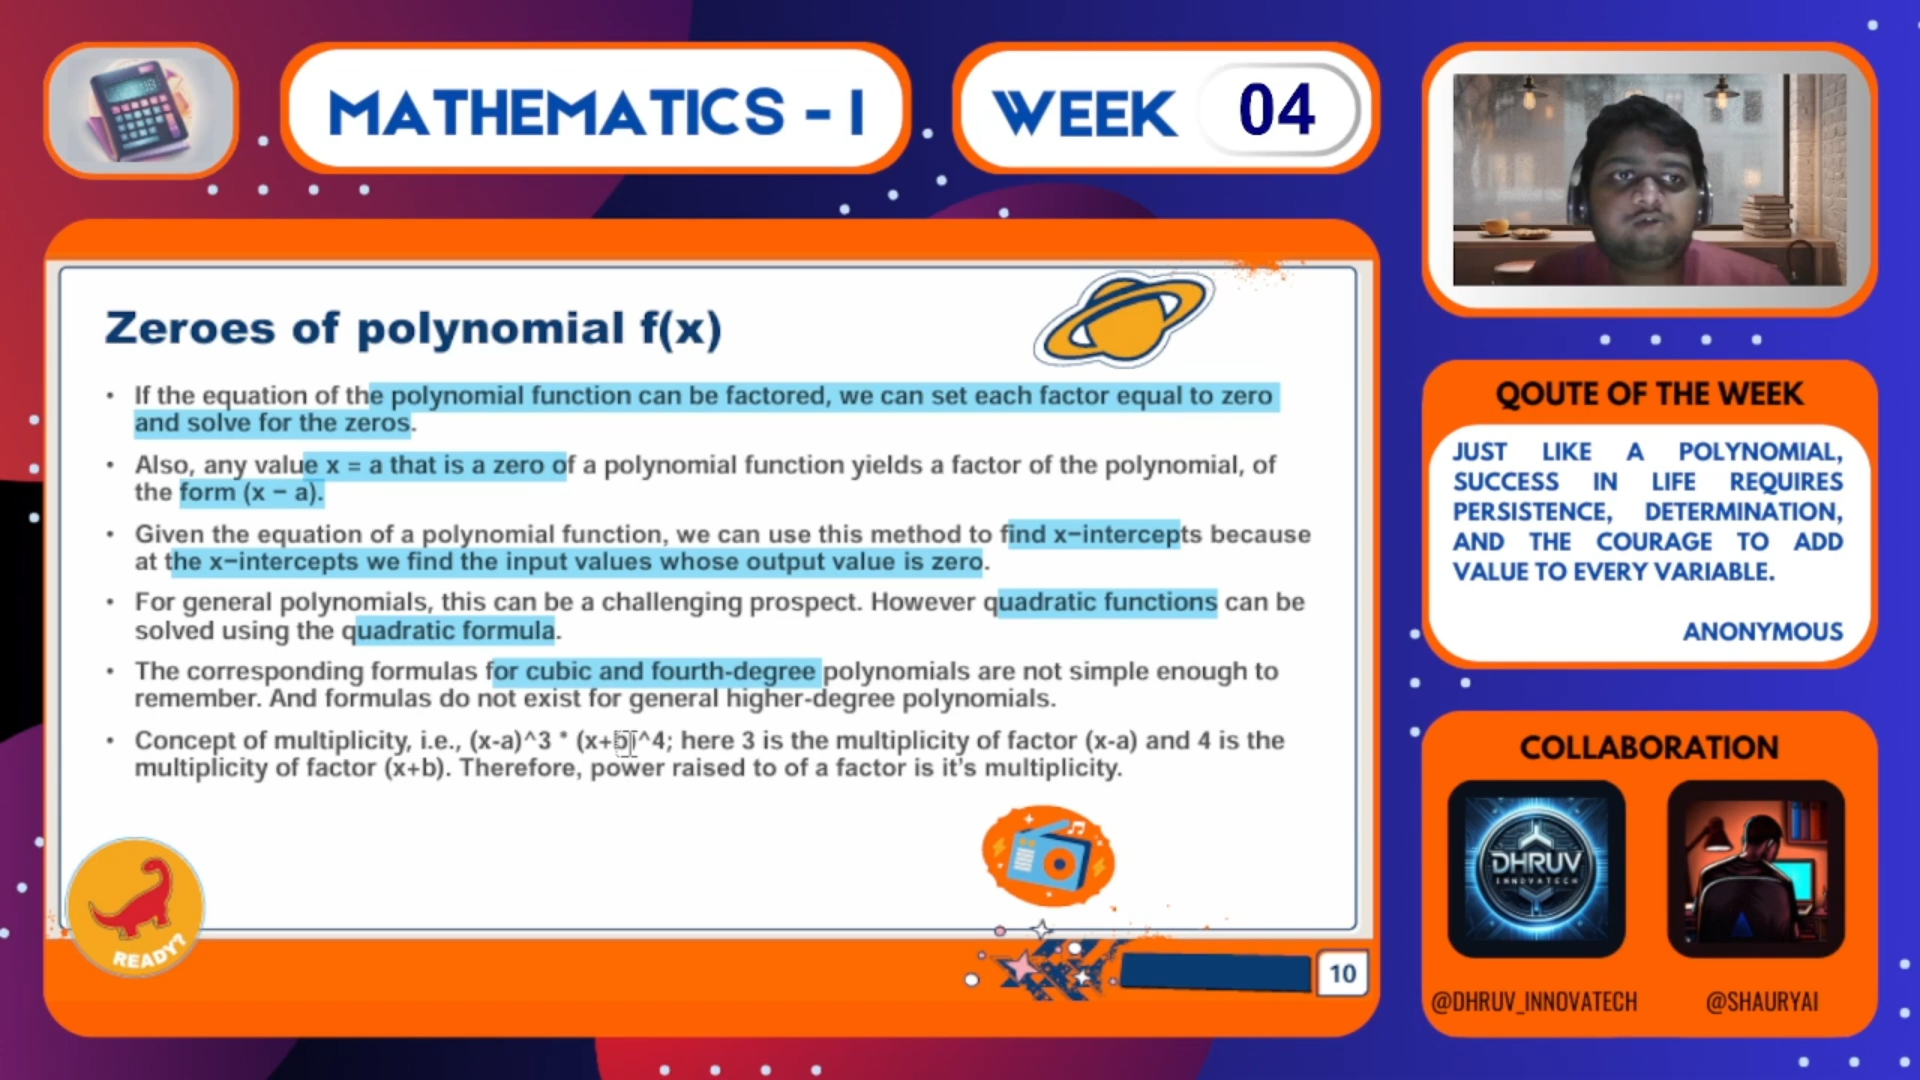 MATHEMATICS - I
WEEK 04
Zeroes of polynomial f(x)
• If the equation of the polynomial function can be factored, we can set each factor equal to zero
and solve for the zeros.
• Also, any value x = a that is a zero of a polynomial function yields a factor of the polynomial, of
the form (x − a).
• Given the equation of a polynomial function, we can use this method to find x−intercepts because
at the x−intercepts we find the input values whose output value is zero.
• For general polynomials, this can be a challenging prospect. However quadratic functions can be
solved using the quadratic formula.
• The corresponding formulas for cubic and fourth-degree polynomials are not simple enough to
remember. And formulas do not exist for general higher-degree polynomials.
• Concept of multiplicity, i.e., (x-a)^3 * (x+b)^4; here 3 is the multiplicity of factor (x-a) and 4 is the
multiplicity of factor (x+b). Therefore, power raised to of a factor is it's multiplicity.
READY?
10
QOUTE OF THE WEEK
JUST LIKE A POLYNOMIAL,
SUCCESS IN LIFE REQUIRES
PERSISTENCE, DETERMINATION,
AND THE COURAGE TO ADD
VALUE TO EVERY VARIABLE.
ANONYMOUS
COLLABORATION
DHRUV
INNOVATECH
@DHRUV_INNOVATECH
@SHAURYAI